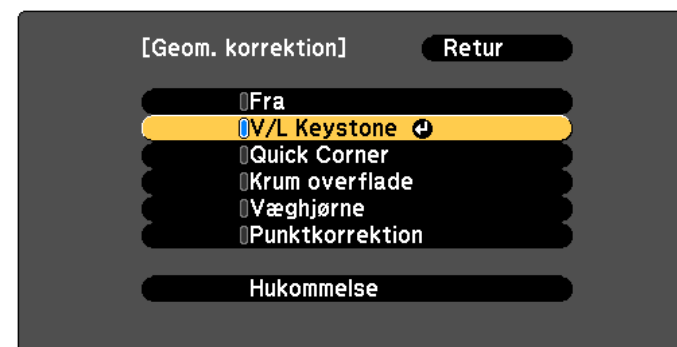 [Geom. korrektion] Retur
Fra
V/L Keystone
Quick Corner
Krum overflade
Væghjørne
Punktkorrektion
Hukommelse